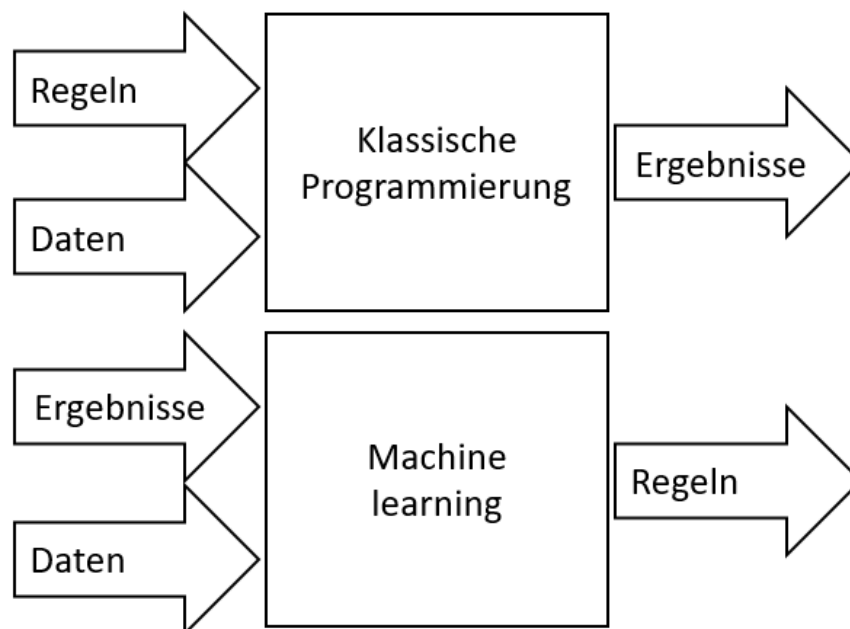 Regeln
Daten
Klassische
Programmierung
Ergebnisse
Ergebnisse
Daten
Machine
learning
Regeln